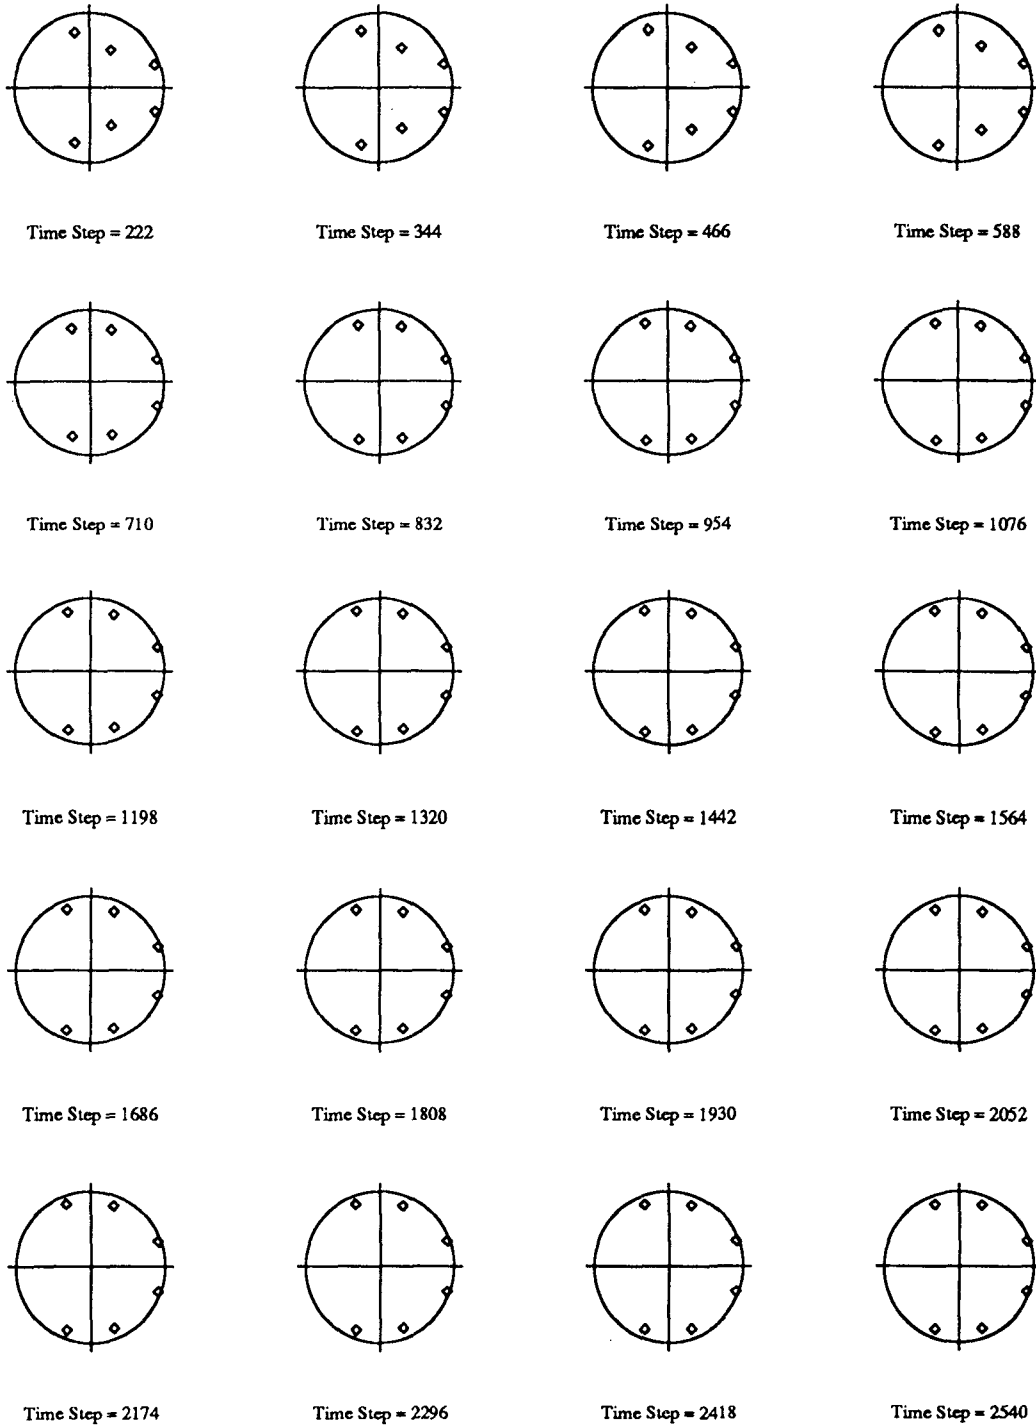 Time Step = 222
Time Step = 344
Time Step = 466
Time Step = 588
Time Step = 710
Time Step = 832
Time Step = 954
Time Step = 1076
Time Step = 1198
Time Step = 1320
Time Step = 1442
Time Step = 1564
Time Step = 1686
Time Step = 1808
Time Step = 1930
Time Step = 2052
Time Step = 2174
Time Step = 2296
Time Step = 2418
Time Step = 2540